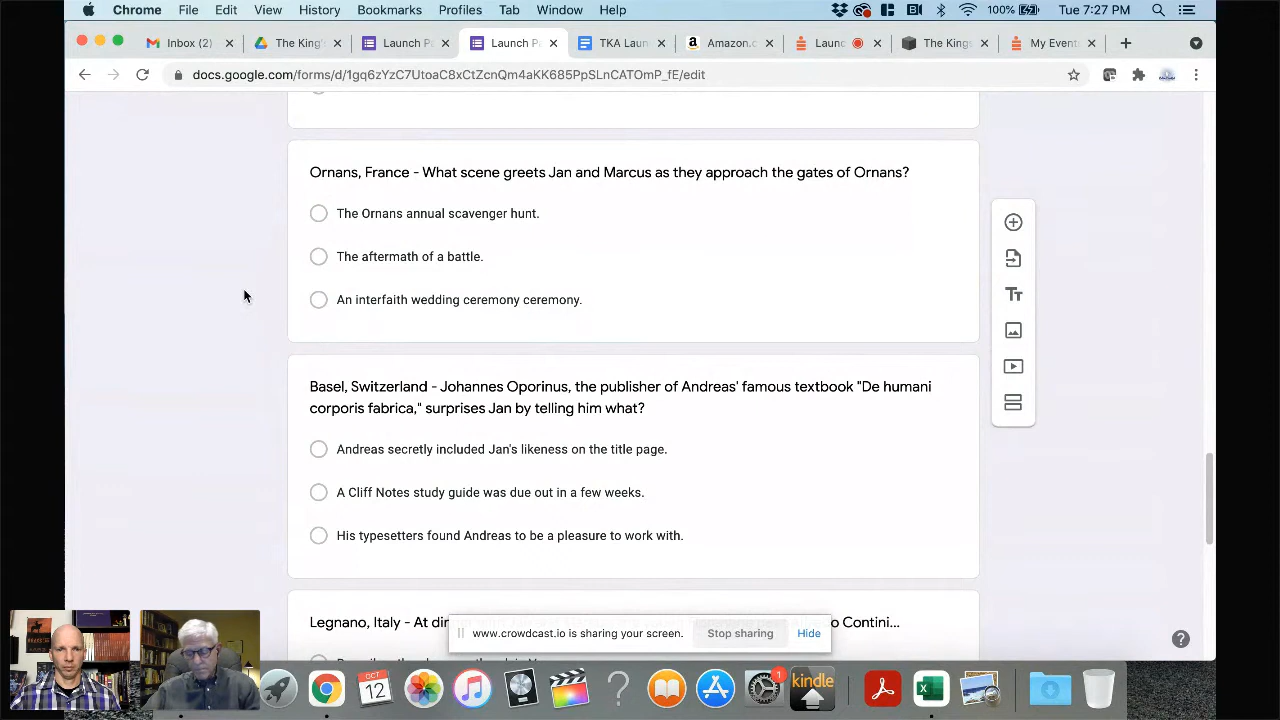 Chrome File Edit View History Bookmarks Profiles Tab Window Help 100% Tue 7:27 PM
Inbox (2) The King' Launch P Launch P TKA Laun Amazon.c Laun The Kings My Event
docs.google.com/forms/d/1gq6zYzC7UtoaC8xCtZcnQm4aKK685PpSLnCATOmP_fE/edit
Ornans, France - What scene greets Jan and Marcus as they approach the gates of Ornans?
The Ornans annual scavenger hunt.
The aftermath of a battle.
An interfaith wedding ceremony ceremony.
Tт
Basel, Switzerland - Johannes Oporinus, the publisher of Andreas' famous textbook "De humani
corporis fabrica," surprises Jan by telling him what?
Andreas secretly included Jan's likeness on the title page.
A Cliff Notes study guide was due out in a few weeks.
His typesetters found Andreas to be a pleasure to work with.
Legnano, Italy - At din o Contini...
www.crowdcast.io is sharing your screen. Stop sharing Hide
OCT
12
1
kindle